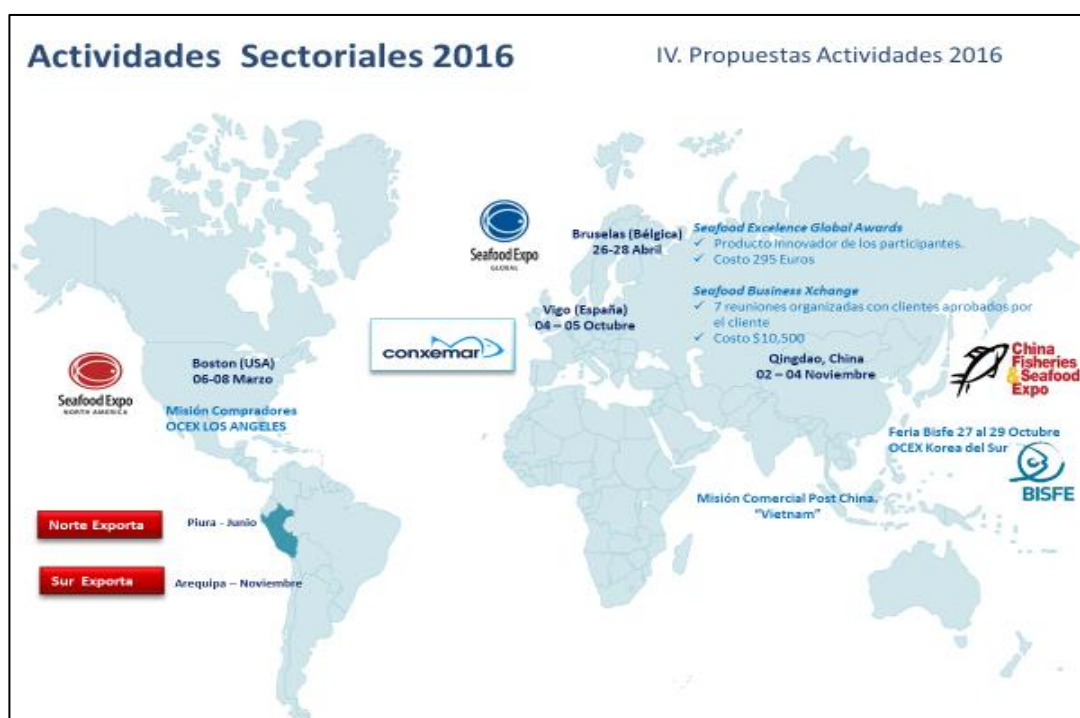 Actividades Sectoriales 2016
IV. Propuestas Actividades 2016
Seafood Expo
GLOBAL
Bruselas (Bélgica)
26-28 Abril
Seafood Excelence Global Awards
✓ Producto Innovador de los participantes.
✓ Costo 295 Euros
Seafood Business Xchange
✓ 7 reuniones organizadas con clientes aprobados por
el cliente
✓ Costo $10,500
Vigo (España)
04 – 05 Octubre
conxemar
Qingdao, China
02 – 04 Noviembre
China
Fisheries
& Seafood
Expo
Seafood Expo
NORTH AMERICA
Boston (USA)
06-08 Marzo
Misión Compradores
OCEX LOS ANGELES
Feria Bisfe 27 al 29 Octubre
OCEX Korea del Sur
BISFE
Misión Comercial Post China.
"Vietnam"
Norte Exporta
Piura - Junio
Sur Exporta
Arequipa – Noviembre